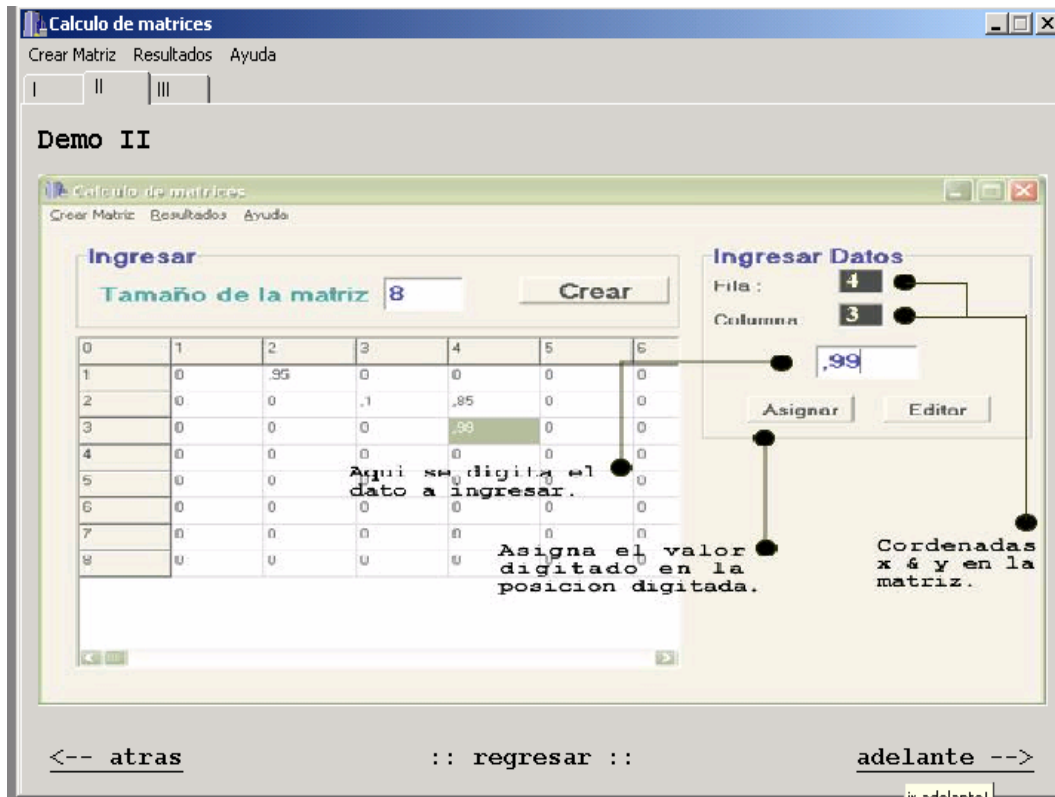 Calculo de matrices
Crear Matriz Resultados Ayuda
I II III
Demo II
Calculo de matrices
Crear Matriz Resultados Ayuda
Ingresar
Tamaño de la matriz 8 Crear
Ingresar Datos
Fila : 4
Columna 3
,99
Asignar Editar
0 1 2 3 4 5 6
1 0 ,95 0 0 0 0
2 0 0 ,1 ,85 0 0
3 0 0 0 ,99 0 0
4 0 0 0 0 0 0
5 0 0 0 0 0
6 0 0 0 0 0 0
7 0 0 0 0 0 0
8 0 0 0 0 0 0
Aqui se digita el
dato a ingresar.
Asigna el valor
digitado en la
posicion digitada.
Cordenadas
x & y en la
matriz.
<-- atras :: regresar :: adelante -->